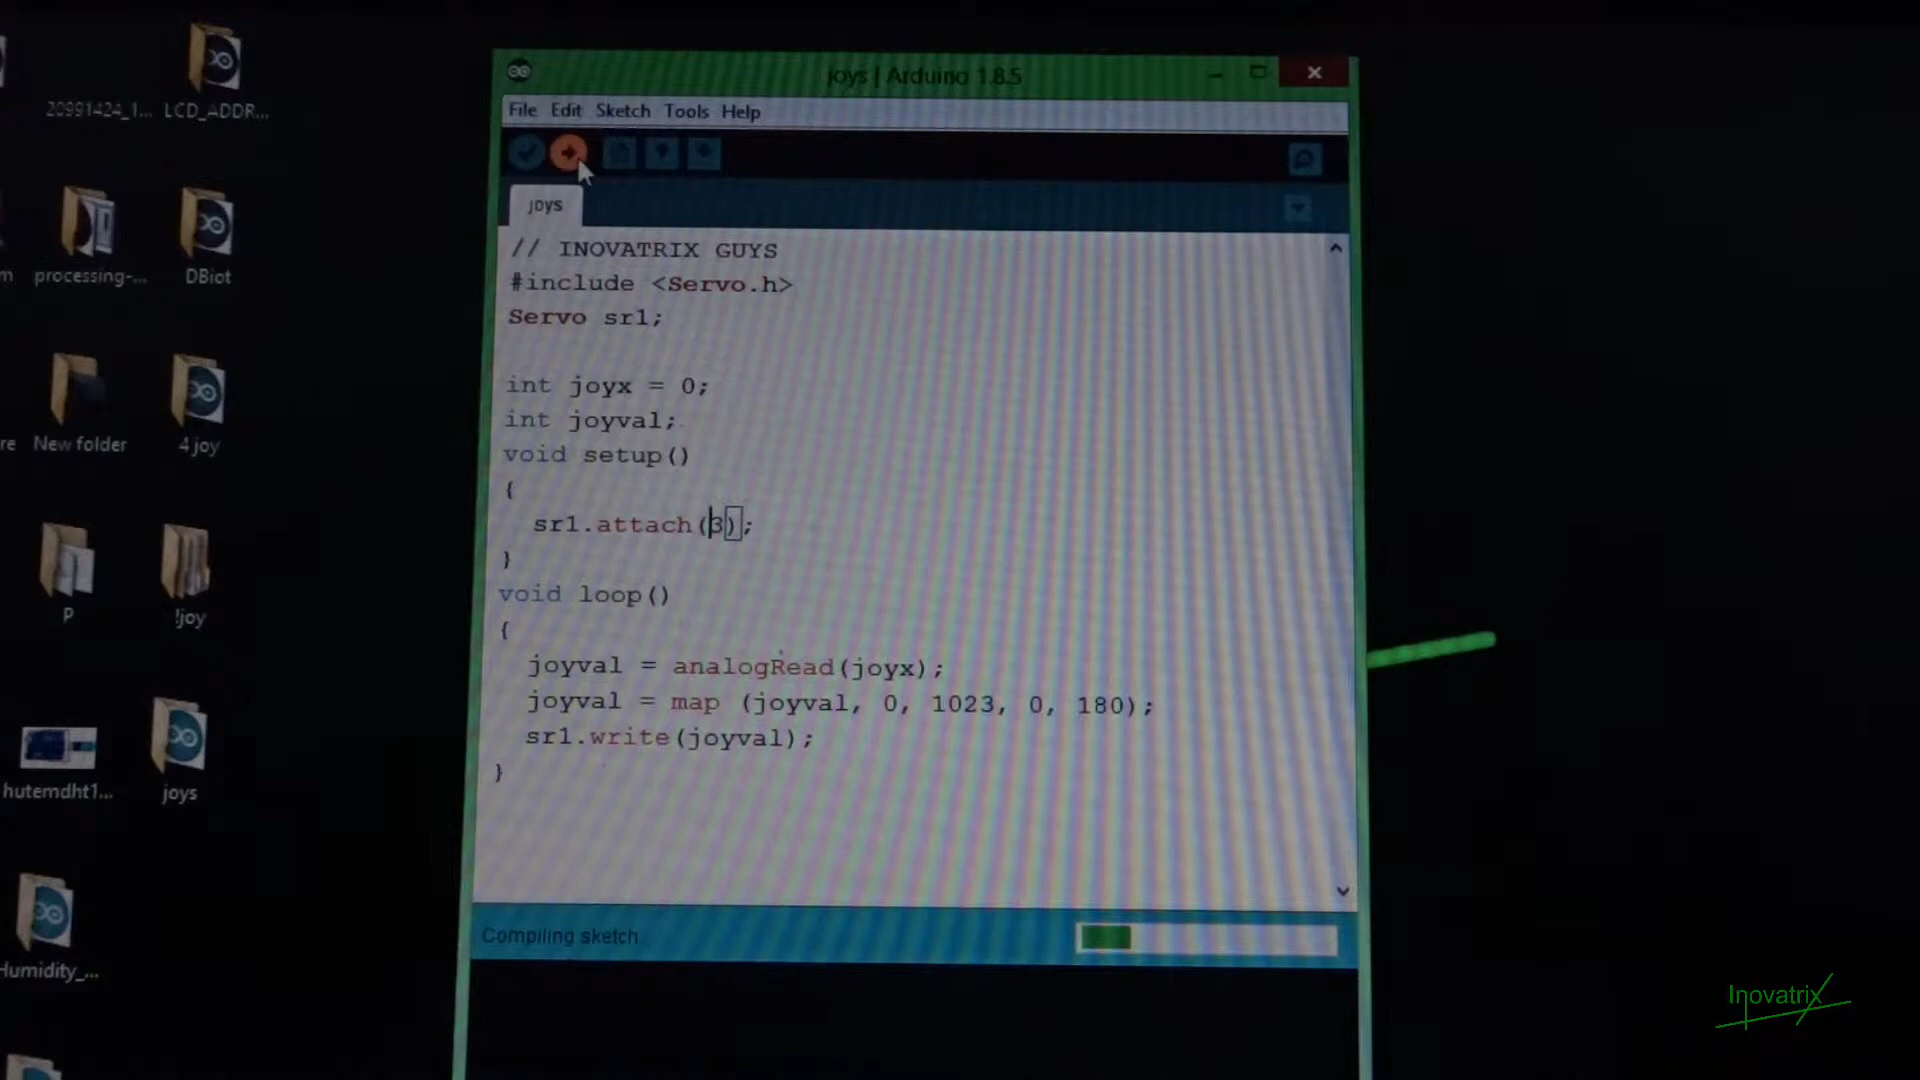 20991424_1...
LCD_ADDR...
processing-...
DBiot
New folder
4 joy
P
!joy
hutemdht1...
joys
Humidity_...
joys | Arduino 1.8.5
File Edit Sketch Tools Help
joys
// INOVATRIX GUYS
#include <Servo.h>
Servo sr1;
int joyx = 0;
int joyval;
void setup()
{
sr1.attach(3);
}
void loop()
{
joyval = analogRead(joyx);
joyval = map (joyval, 0, 1023, 0, 180);
sr1.write(joyval);
}
Compiling sketch
Inovatrix